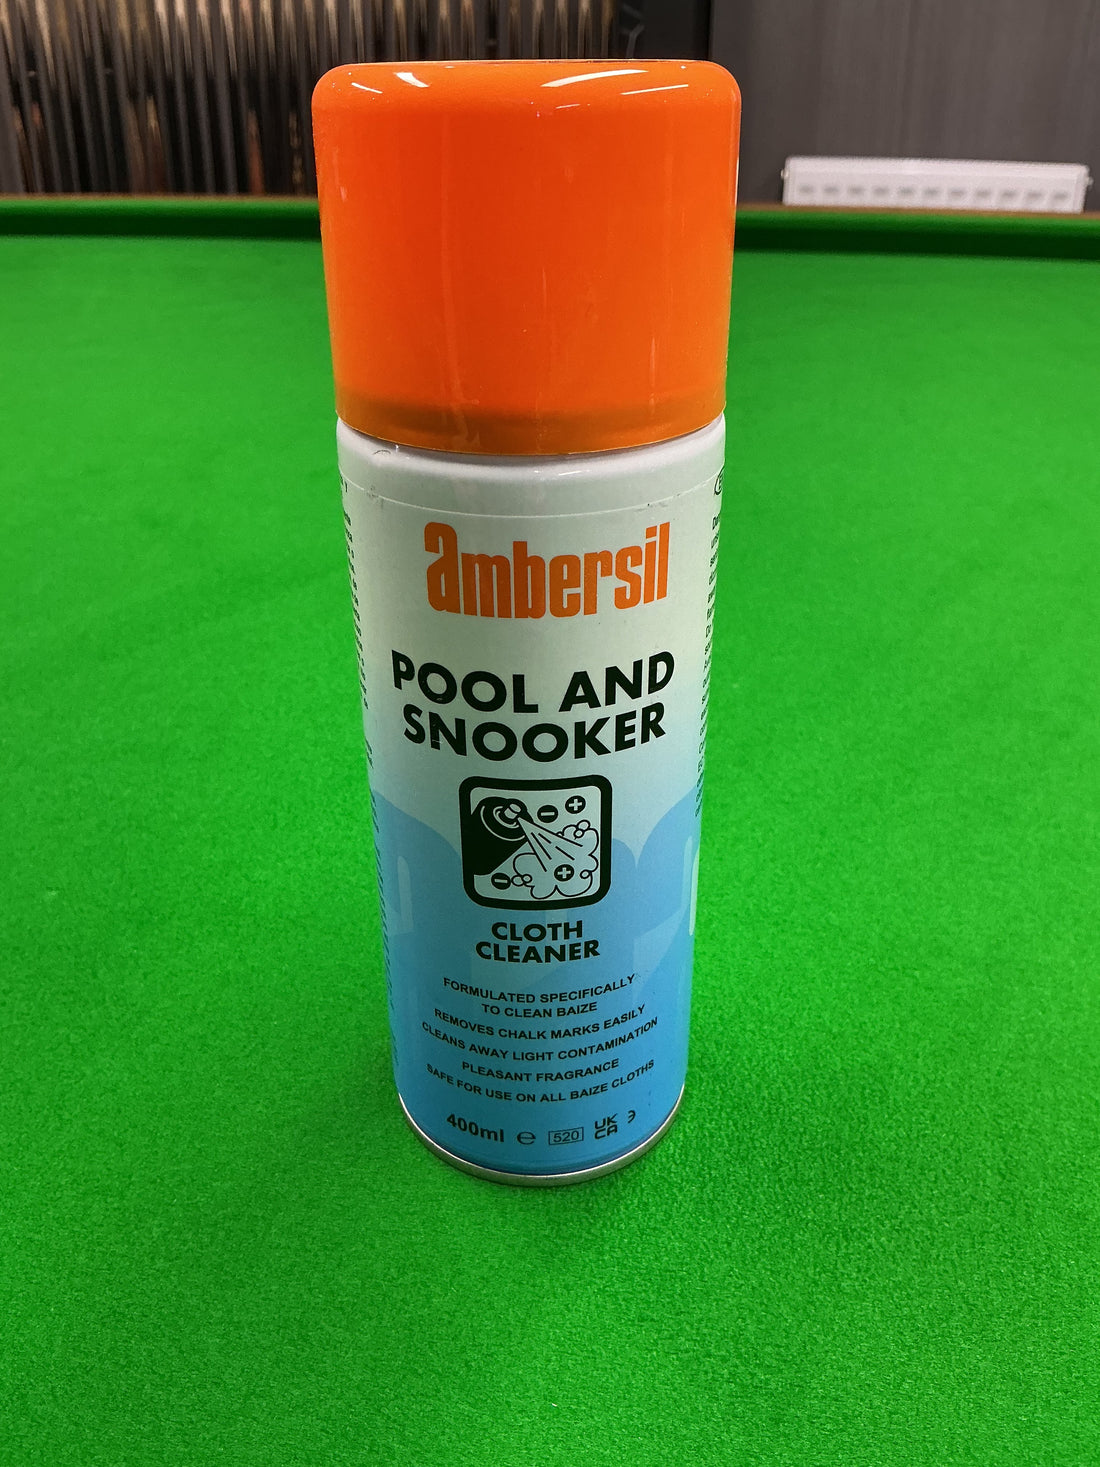 ambersil
POOL AND
SNOOKER
CLOTH
CLEANER
FORMULATED SPECIFICALLY
TO CLEAN BAIZE
REMOVES CHALK MARKS EASILY
CLEANS AWAY LIGHT CONTAMINATION
PLEASANT FRAGRANCE
SAFE FOR USE ON ALL BAIZE CLOTHS
400ml ℮ 520 UK
CA